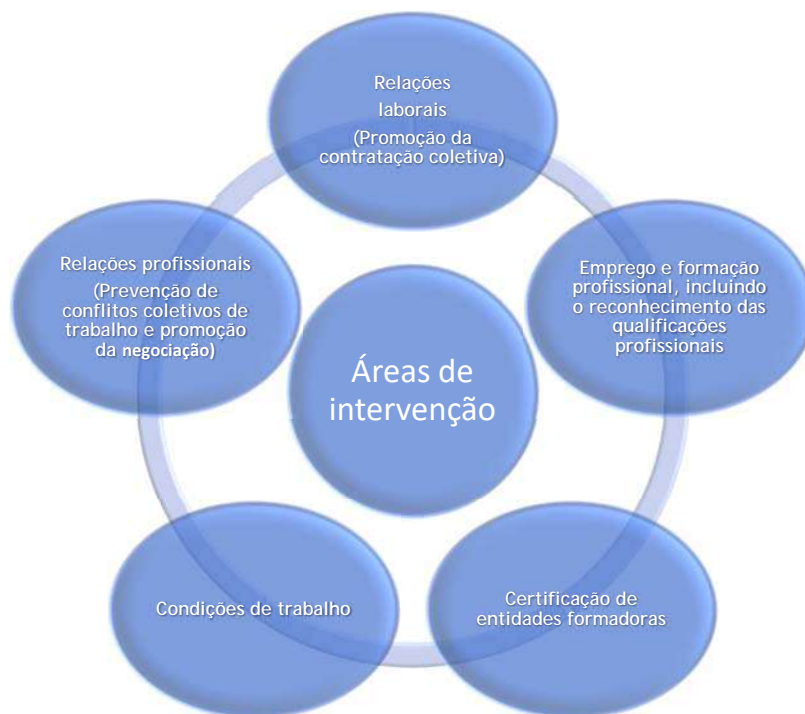 Relações
laborais
(Promoção da
contratação coletiva)
Relações profissionais
(Prevenção de
conflitos coletivos de
trabalho e promoção
da negociação)
Emprego e formação
profissional, incluindo
o reconhecimento das
qualificações
profissionais
Áreas de
intervenção
Condições de trabalho
Certificação de
entidades formadoras